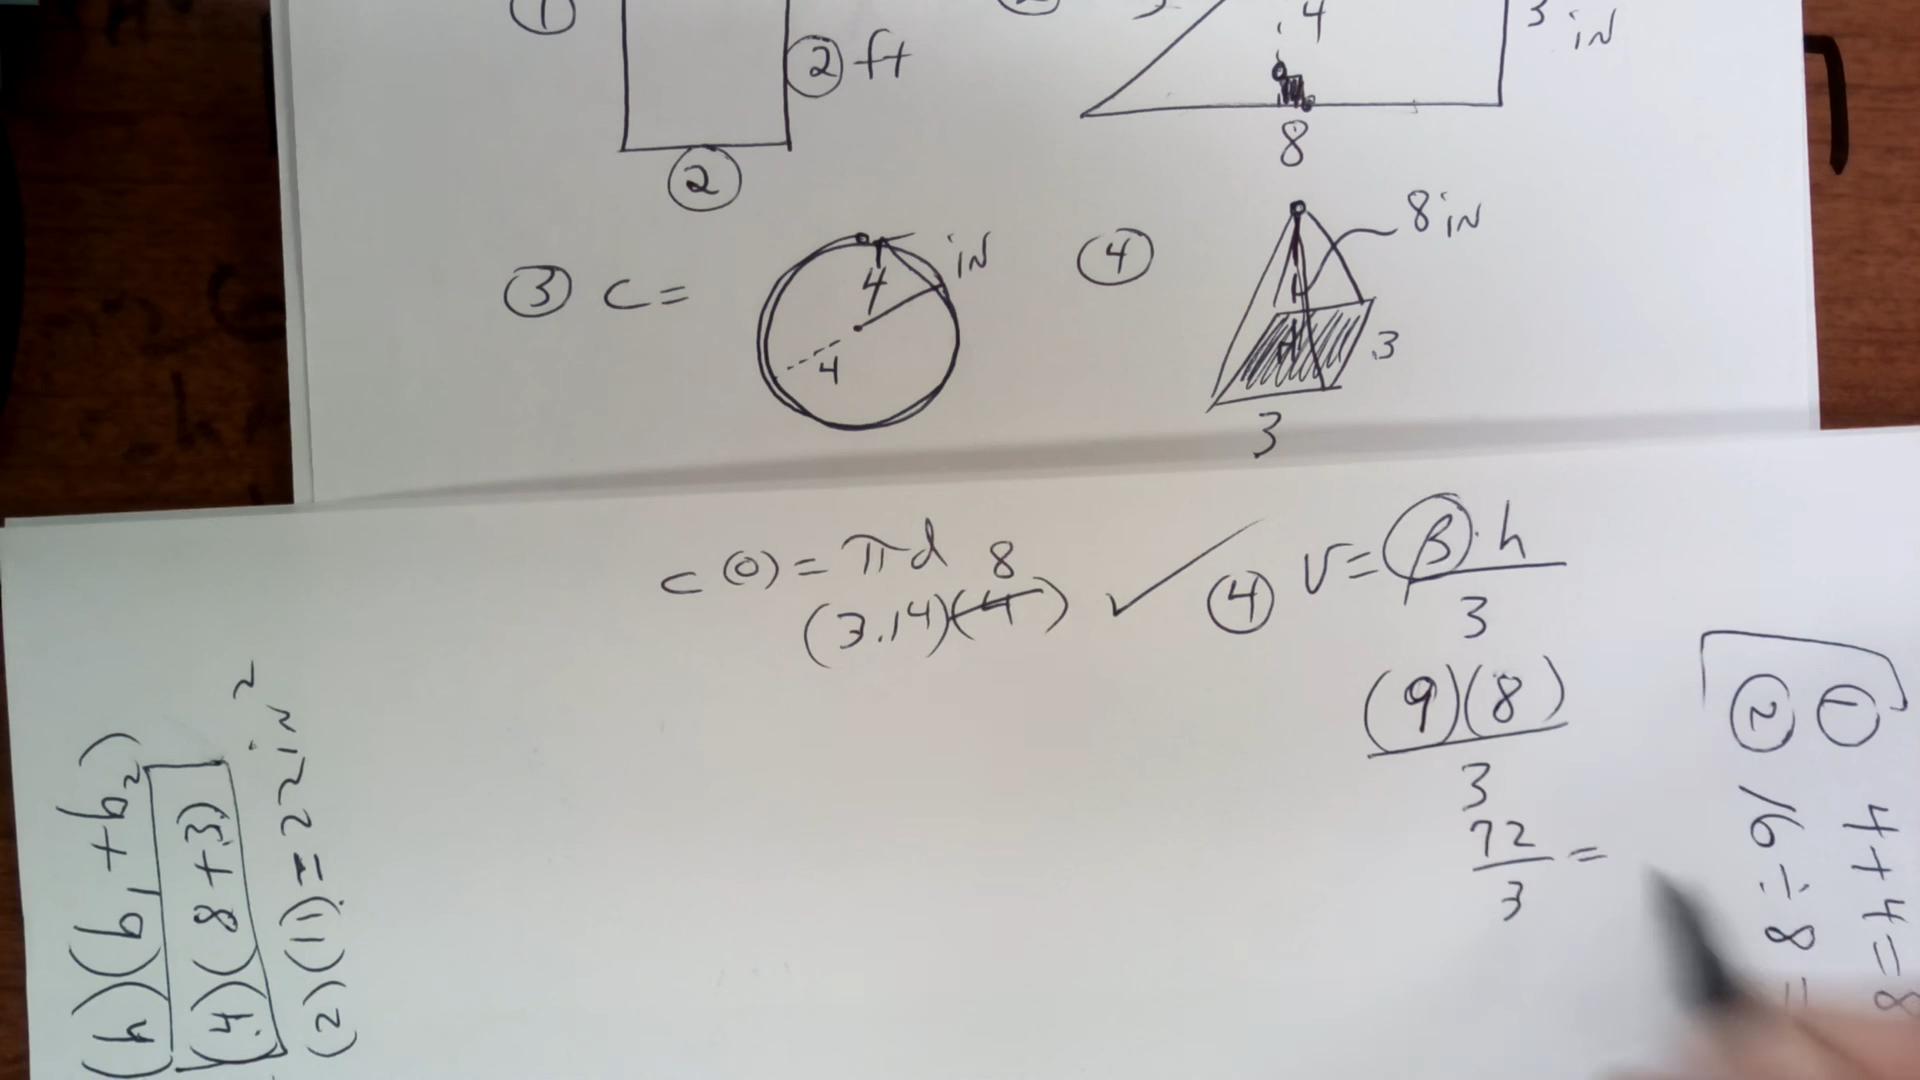 ①
② ft
②
4
3 in
8
③ C =
4
in
4
④
8 in
3
3
c (o) = πd
8
(3.14)(4)
✓
④ V = B · h
3
(9)(8)
3
72 =
3
(h)(b₁ + b₂)
(4)(8 + 3)
(2)(11) = 22 in²
① 4 + 4 = 8
② 16 ÷ 8 =